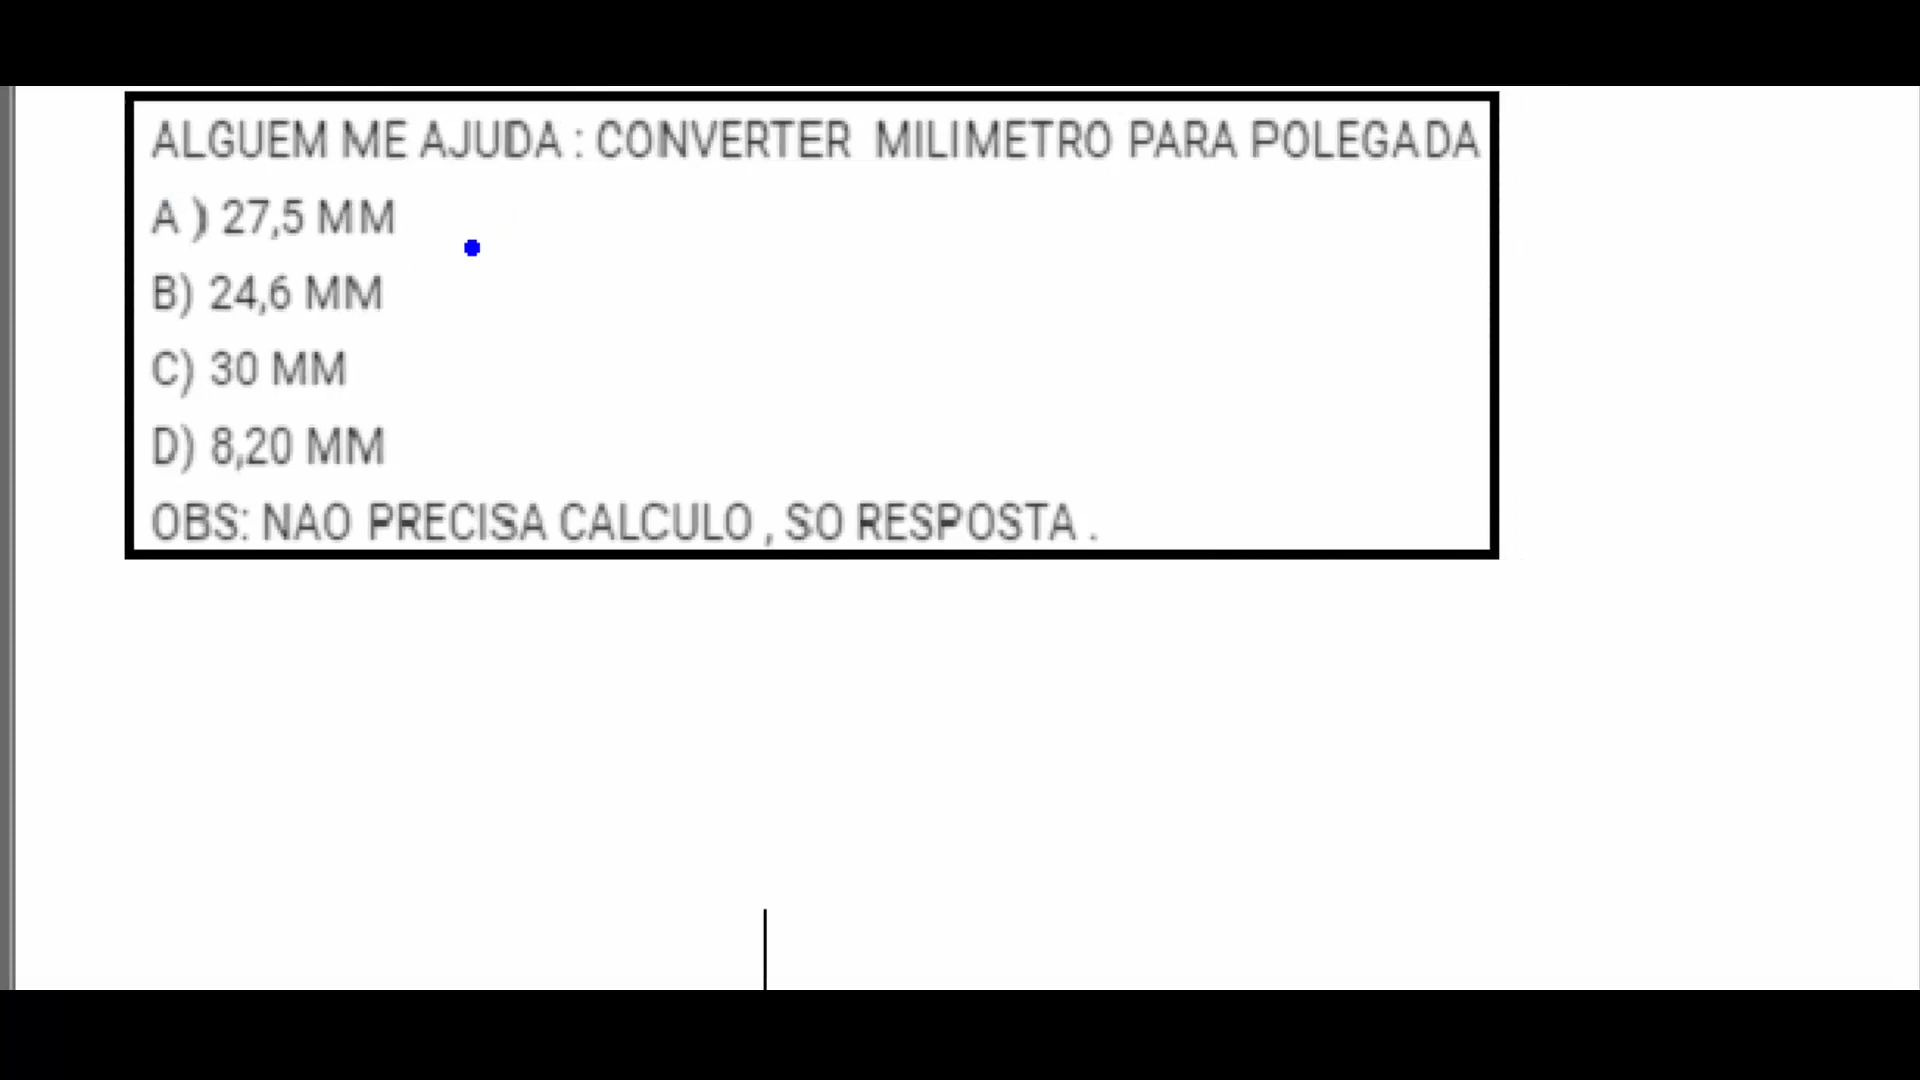 ALGUEM ME AJUDA : CONVERTER MILIMETRO PARA POLEGADA
A ) 27,5 MM
B) 24,6 MM
C) 30 MM
D) 8,20 MM
OBS: NAO PRECISA CALCULO , SO RESPOSTA .